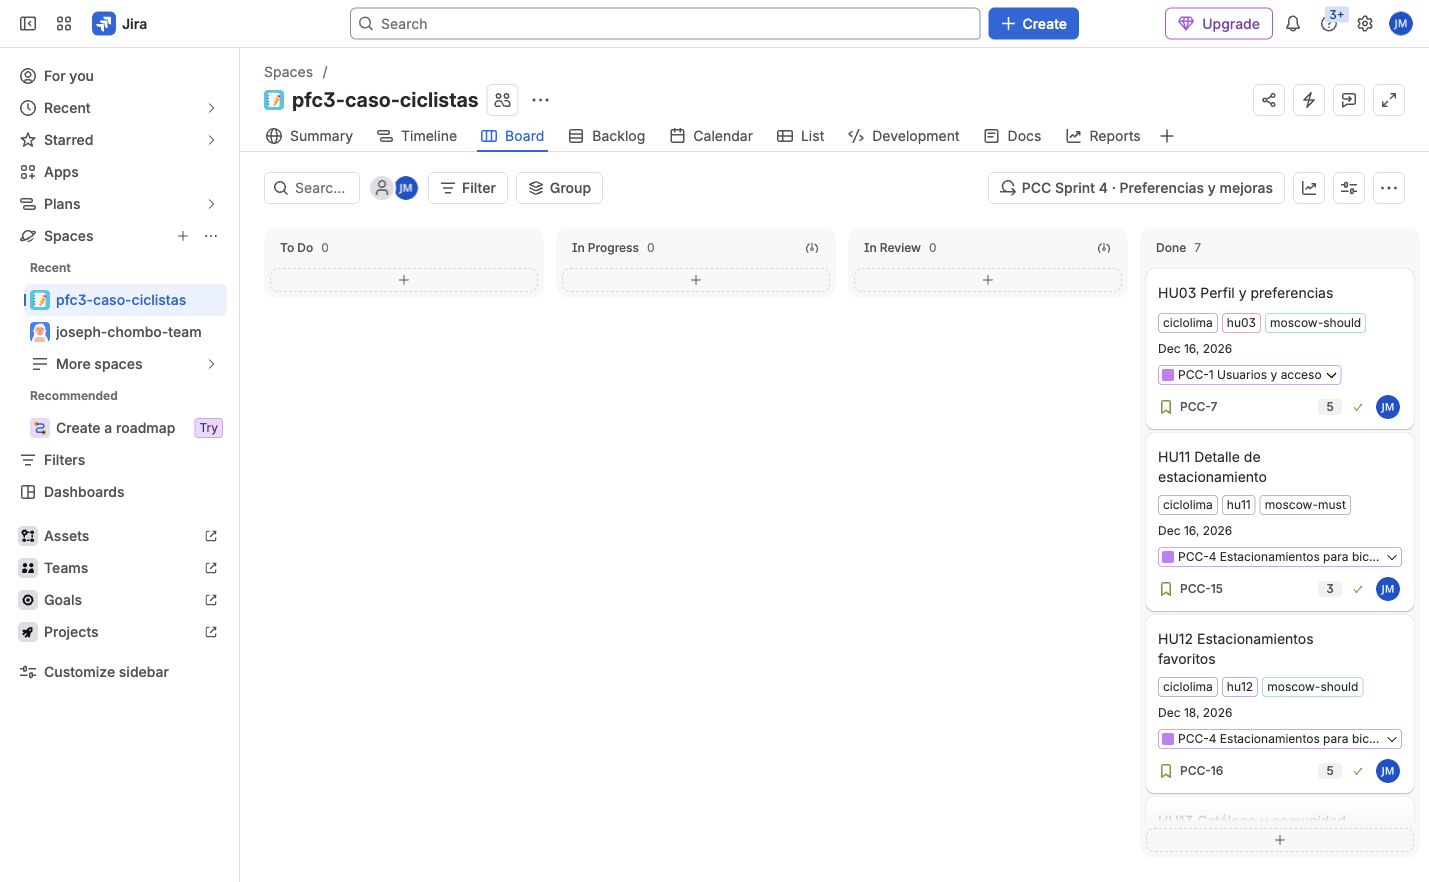 Jira
Search
Create
Upgrade
3+
JM
For you
Recent
Starred
Apps
Plans
Spaces
Recent
pfc3-caso-ciclistas
joseph-chombo-team
More spaces
Recommended
Create a roadmap
Try
Filters
Dashboards
Assets
Teams
Goals
Projects
Customize sidebar
Spaces /
pfc3-caso-ciclistas
Summary
Timeline
Board
Backlog
Calendar
List
Development
Docs
Reports
Searc...
JM
Filter
Group
PCC Sprint 4 · Preferencias y mejoras
To Do 0
In Progress 0
In Review 0
Done 7
HU03 Perfil y preferencias
ciclolima hu03 moscow-should
Dec 16, 2026
PCC-1 Usuarios y acceso
PCC-7 5 JM
HU11 Detalle de
estacionamiento
ciclolima hu11 moscow-must
Dec 16, 2026
PCC-4 Estacionamientos para bic...
PCC-15 3 JM
HU12 Estacionamientos
favoritos
ciclolima hu12 moscow-should
Dec 18, 2026
PCC-4 Estacionamientos para bic...
PCC-16 5 JM
HU13 Catálogo y comunidad